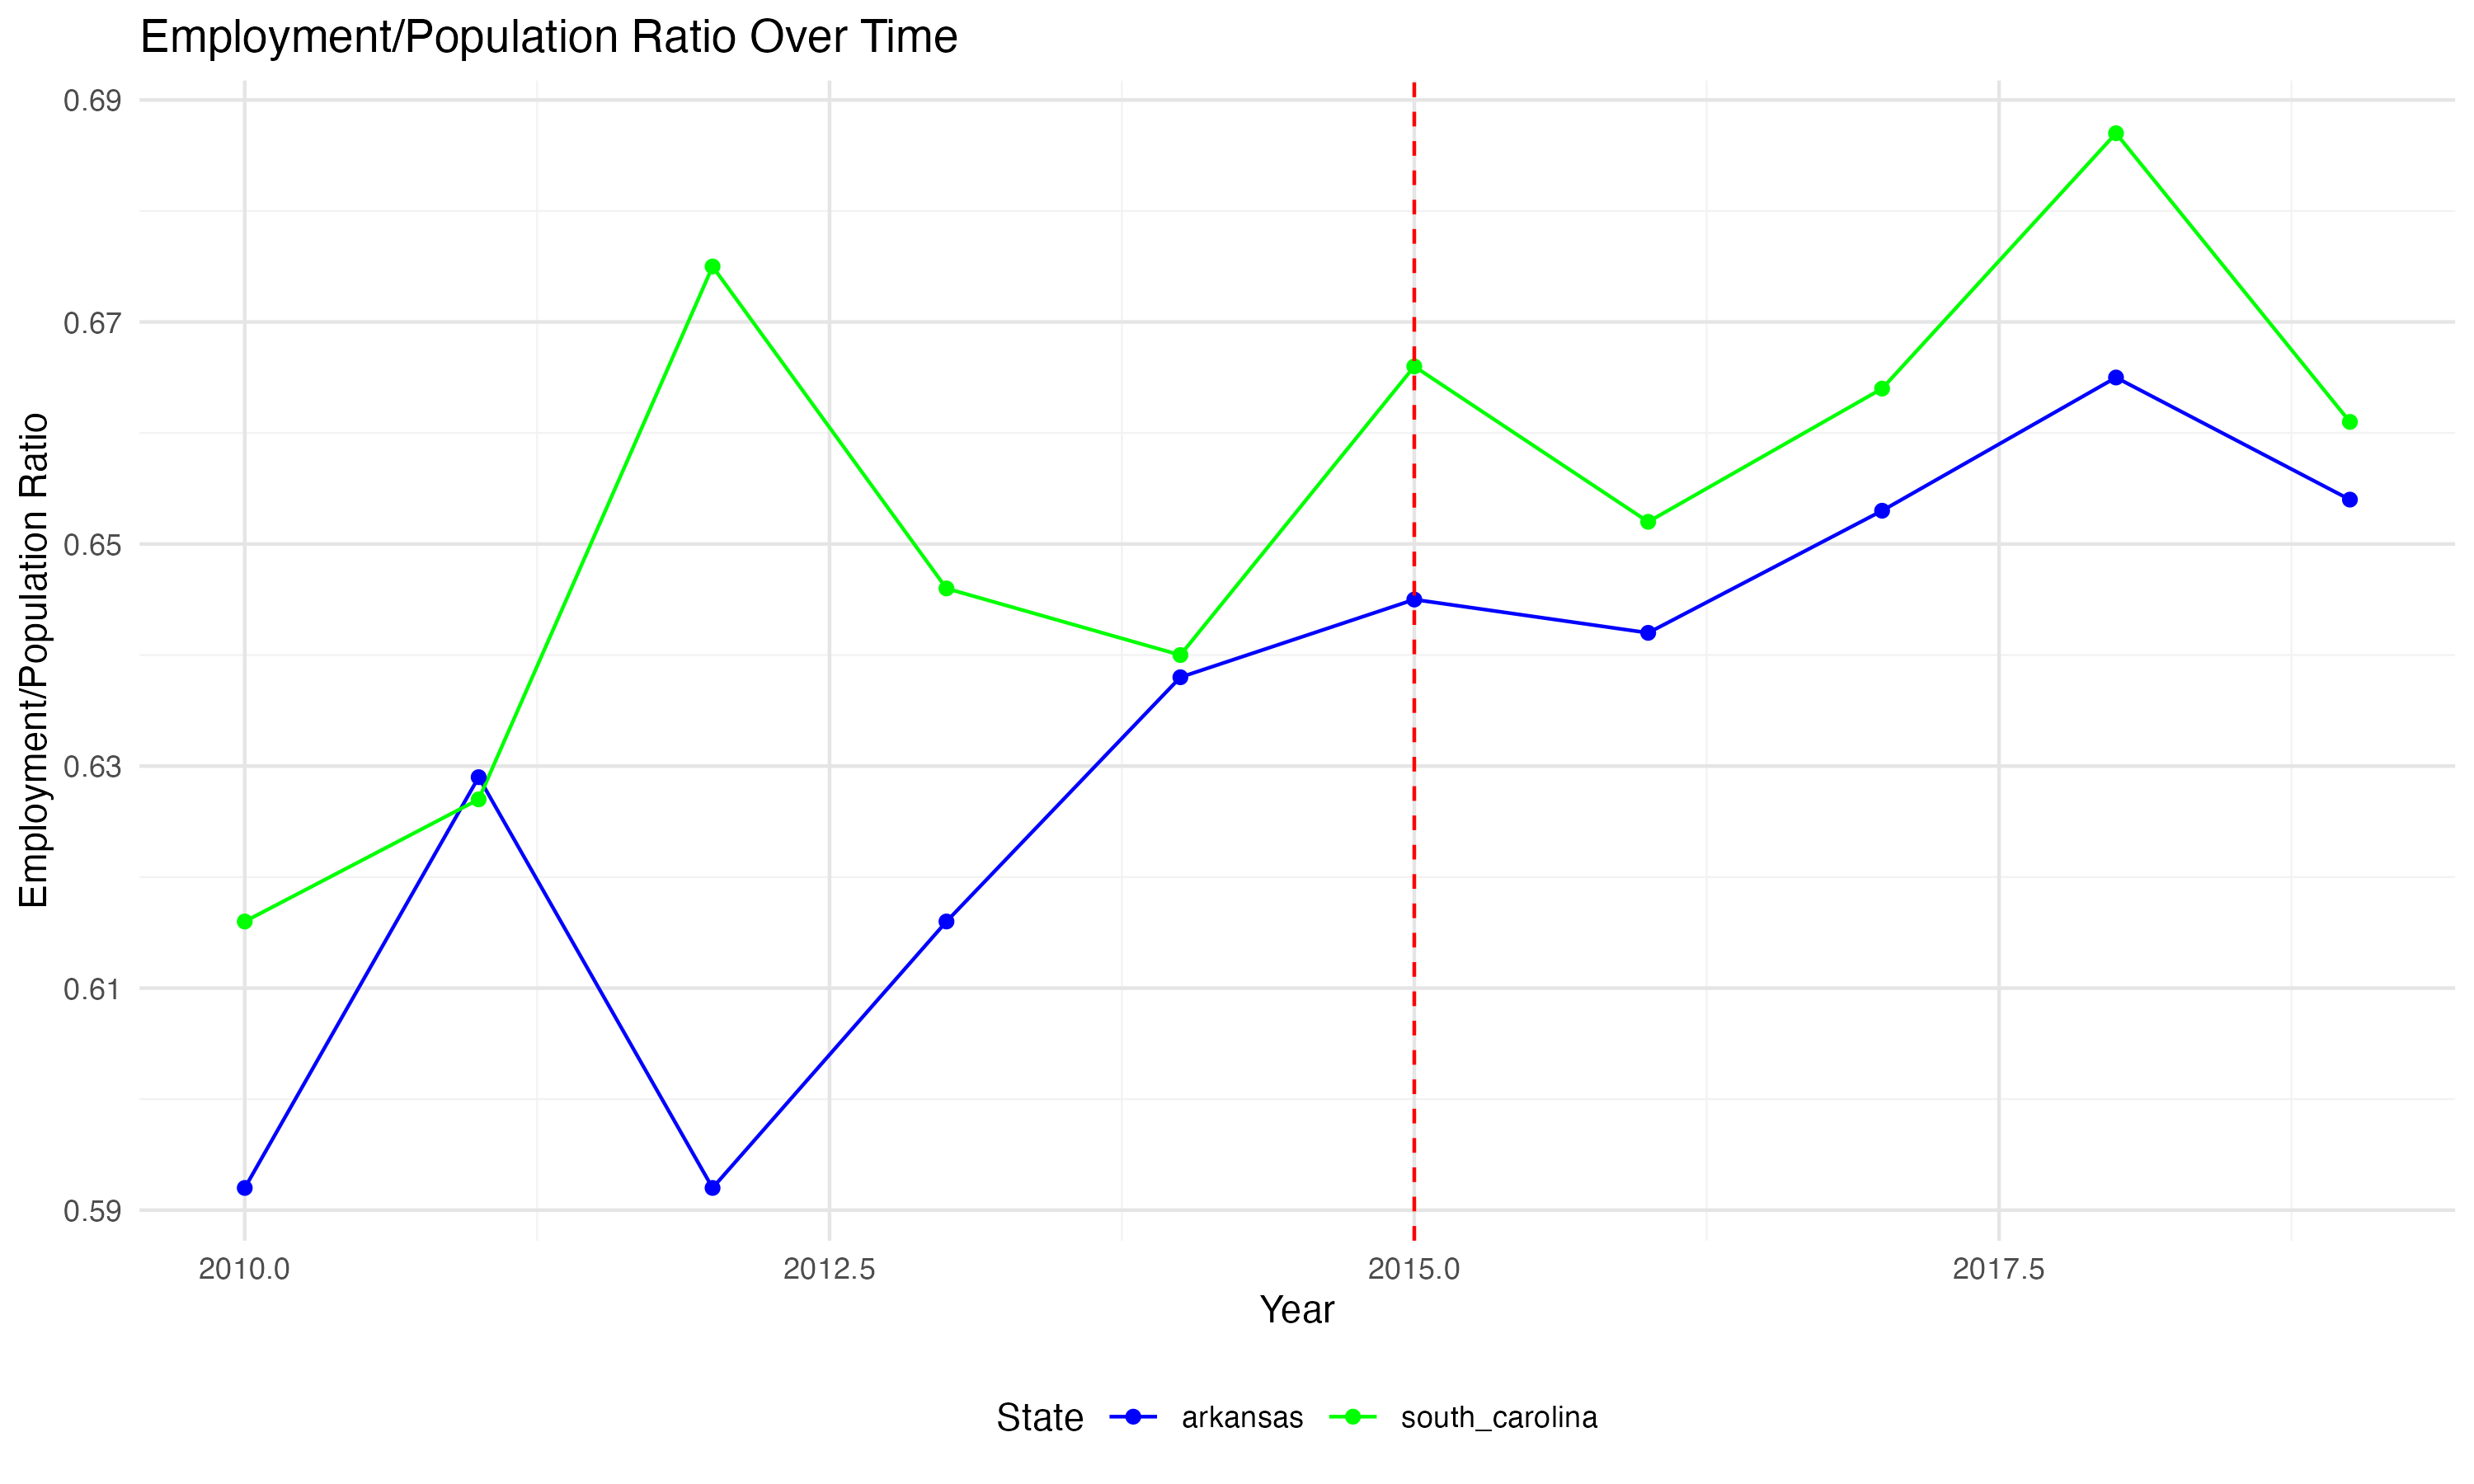 Employment/Population Ratio Over Time
Employment/Population Ratio
0.69
0.67
0.65
0.63
0.61
0.59
2010.0 2012.5 2015.0 2017.5
Year
State arkansas south_carolina